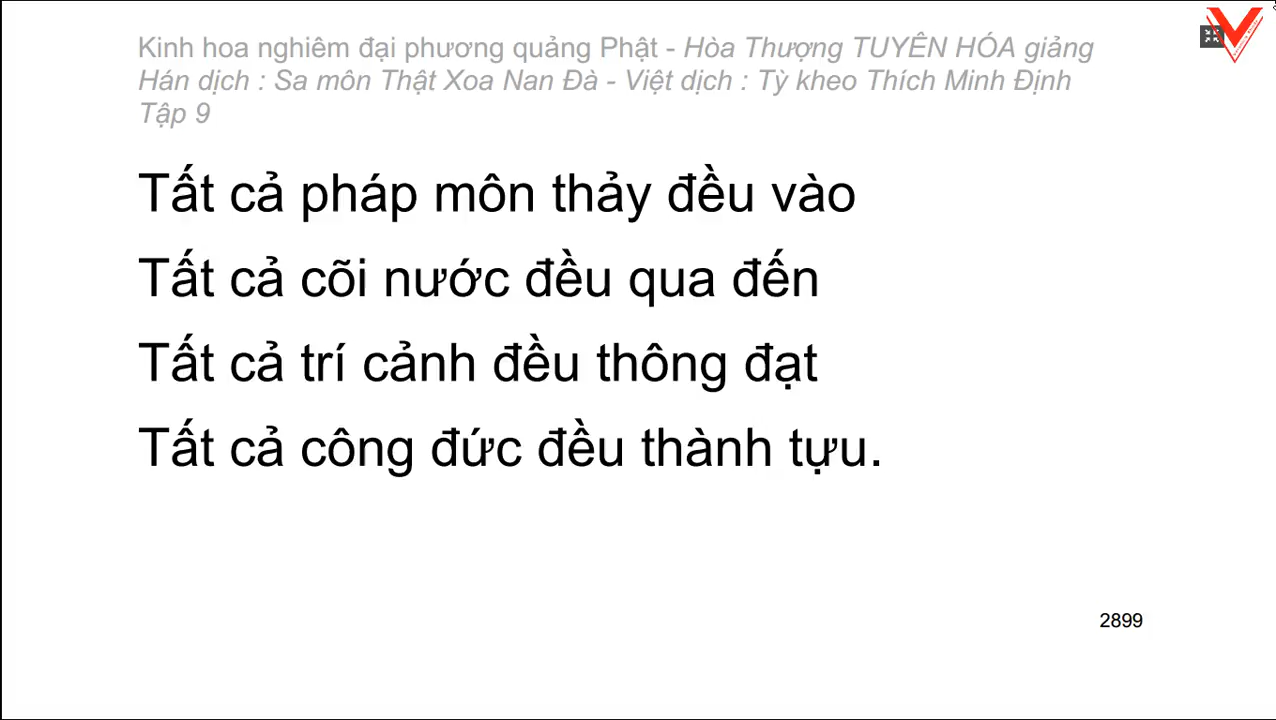 Kinh hoa nghiêm đại phương quảng Phật - Hòa Thượng TUYÊN HÓA giảng
Hán dịch : Sa môn Thật Xoa Nan Đà - Việt dịch : Tỳ kheo Thích Minh Định
Tập 9
Tất cả pháp môn thảy đều vào
Tất cả cõi nước đều qua đến
Tất cả trí cảnh đều thông đạt
Tất cả công đức đều thành tựu.
2899